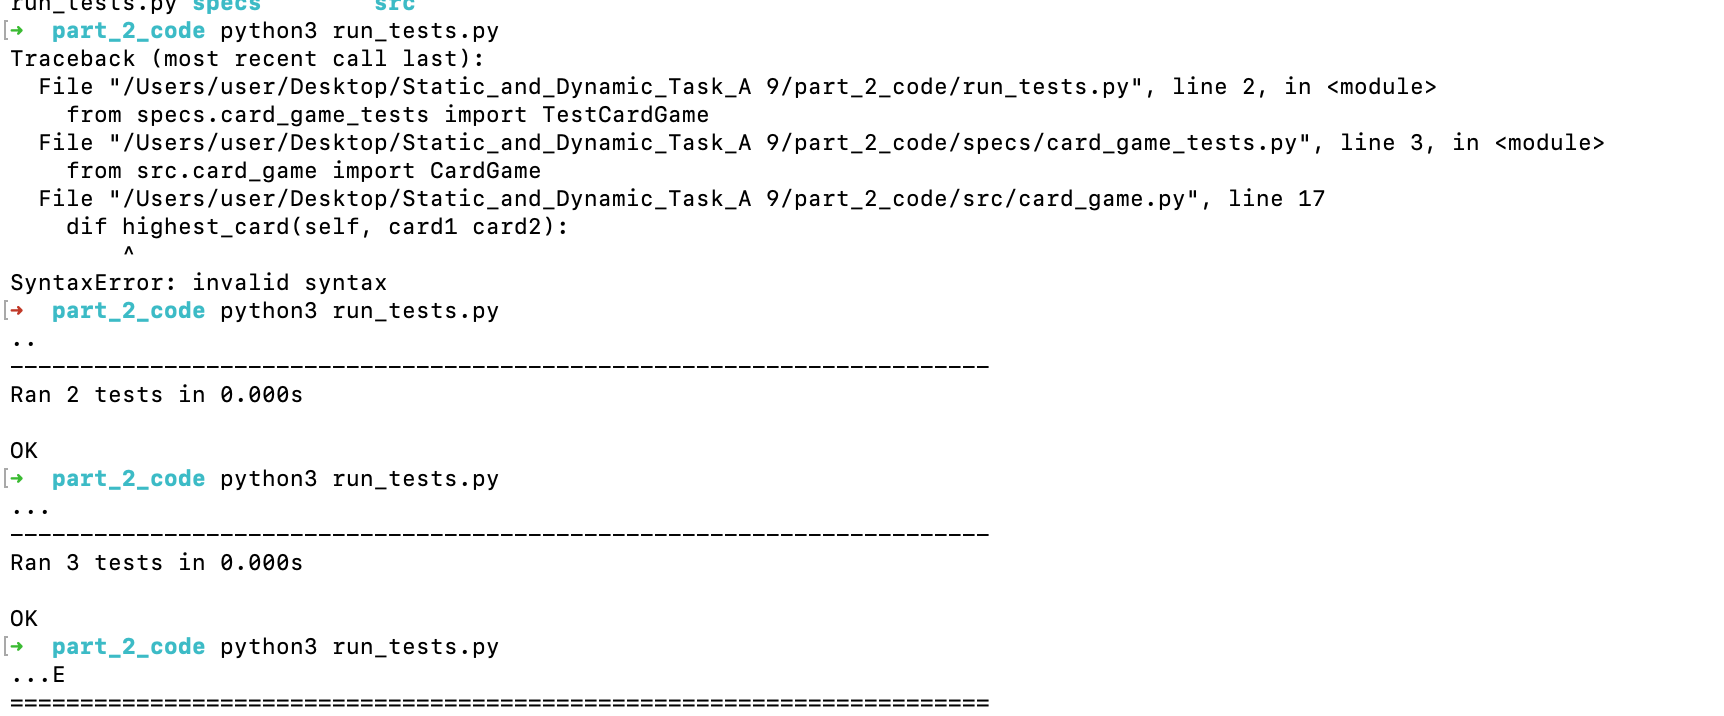 run_tests.py specs        src
[➜  part_2_code python3 run_tests.py
Traceback (most recent call last):
  File "/Users/user/Desktop/Static_and_Dynamic_Task_A 9/part_2_code/run_tests.py", line 2, in <module>
    from specs.card_game_tests import TestCardGame
  File "/Users/user/Desktop/Static_and_Dynamic_Task_A 9/part_2_code/specs/card_game_tests.py", line 3, in <module>
    from src.card_game import CardGame
  File "/Users/user/Desktop/Static_and_Dynamic_Task_A 9/part_2_code/src/card_game.py", line 17
    dif highest_card(self, card1 card2):
        ^
SyntaxError: invalid syntax
[➜  part_2_code python3 run_tests.py
..
----------------------------------------------------------------------
Ran 2 tests in 0.000s

OK
[➜  part_2_code python3 run_tests.py
...
----------------------------------------------------------------------
Ran 3 tests in 0.000s

OK
[➜  part_2_code python3 run_tests.py
...E
======================================================================